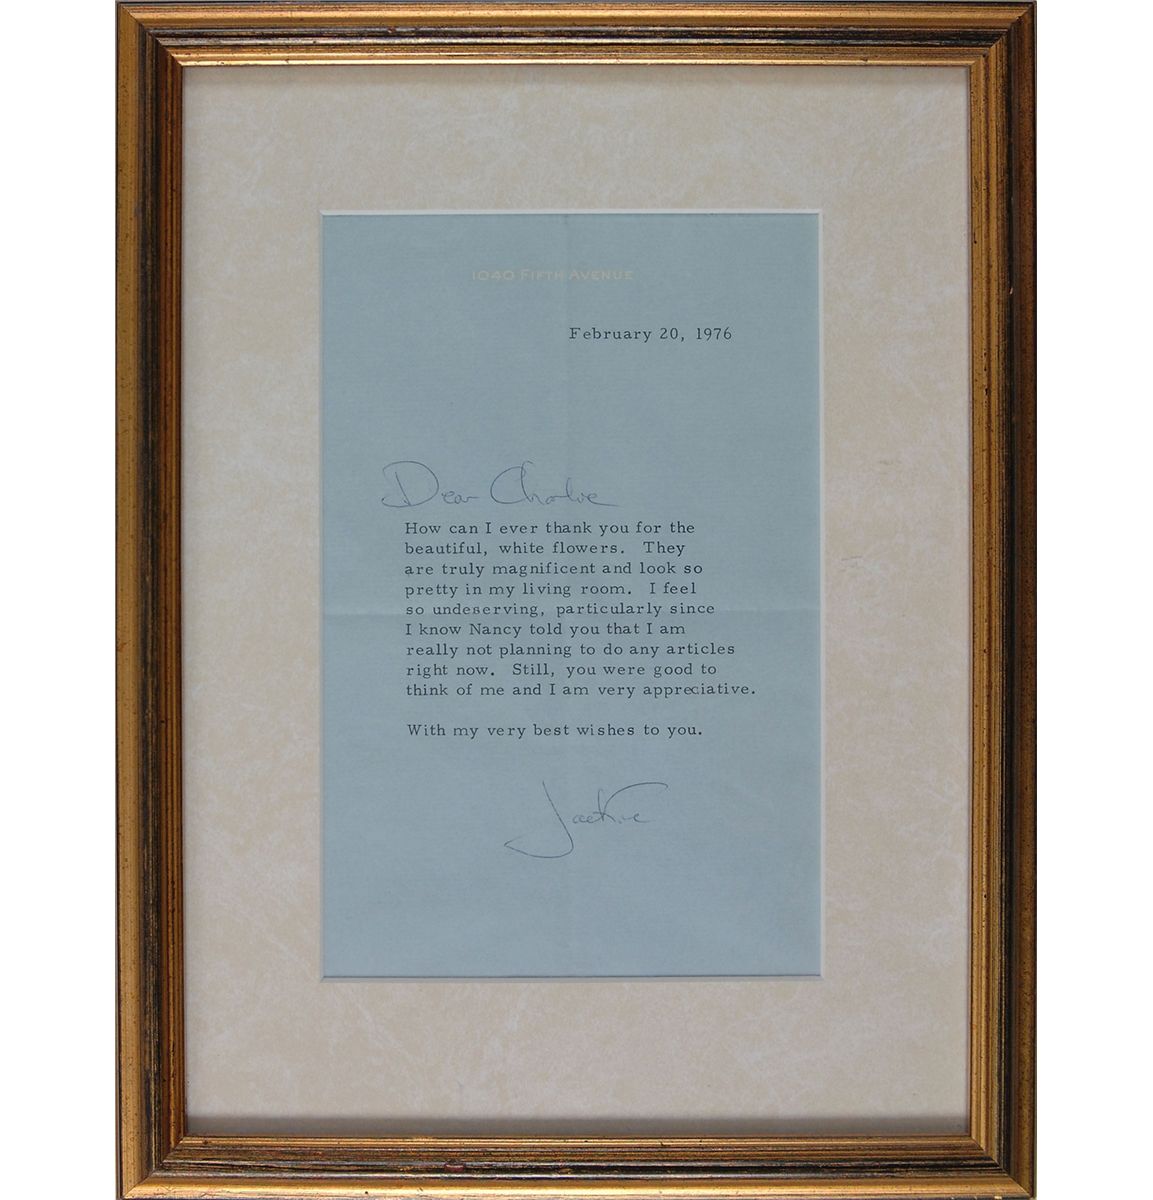 1040 FIFTH AVENUE
February 20, 1976
Dear Charlie
How can I ever thank you for the
beautiful, white flowers. They
are truly magnificent and look so
pretty in my living room. I feel
so undeserving, particularly since
I know Nancy told you that I am
really not planning to do any articles
right now. Still, you were good to
think of me and I am very appreciative.
With my very best wishes to you.
Jackie